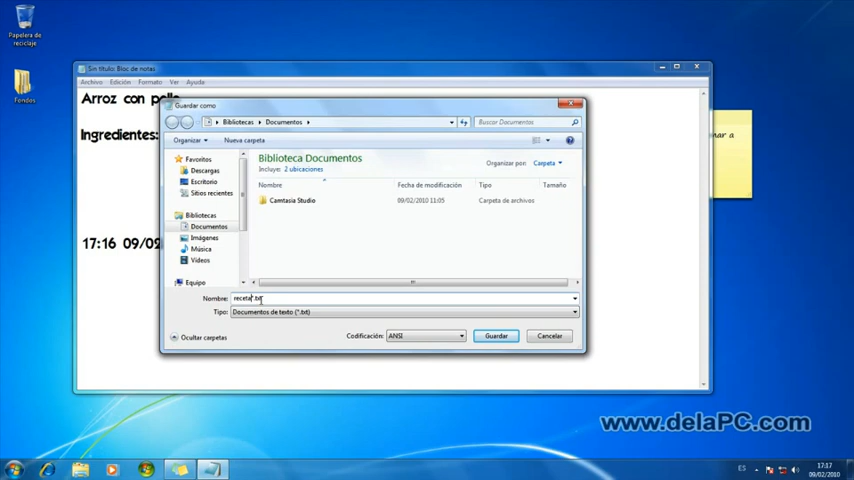 Papelera de
reciclaje
Fondos
Sin título: Bloc de notas
Archivo Edición Formato Ver Ayuda
Arroz con pollo
Ingredientes:
17:16 09/02
nar a
Guardar como
Bibliotecas Documentos
Buscar Documentos
Organizar Nueva carpeta
Favoritos
Descargas
Escritorio
Sitios recientes
Bibliotecas
Documentos
Imágenes
Música
Vídeos
Equipo
Biblioteca Documentos
Incluye: 2 ubicaciones
Organizar por: Carpeta
Nombre Fecha de modificación Tipo Tamaño
Camtasia Studio 09/02/2010 11:05 Carpeta de archivos
Nombre: receta*.txt
Tipo: Documentos de texto (*.txt)
Ocultar carpetas
Codificación: ANSI
Guardar
Cancelar
www.delaPC.com
ES
17:17
09/02/2010